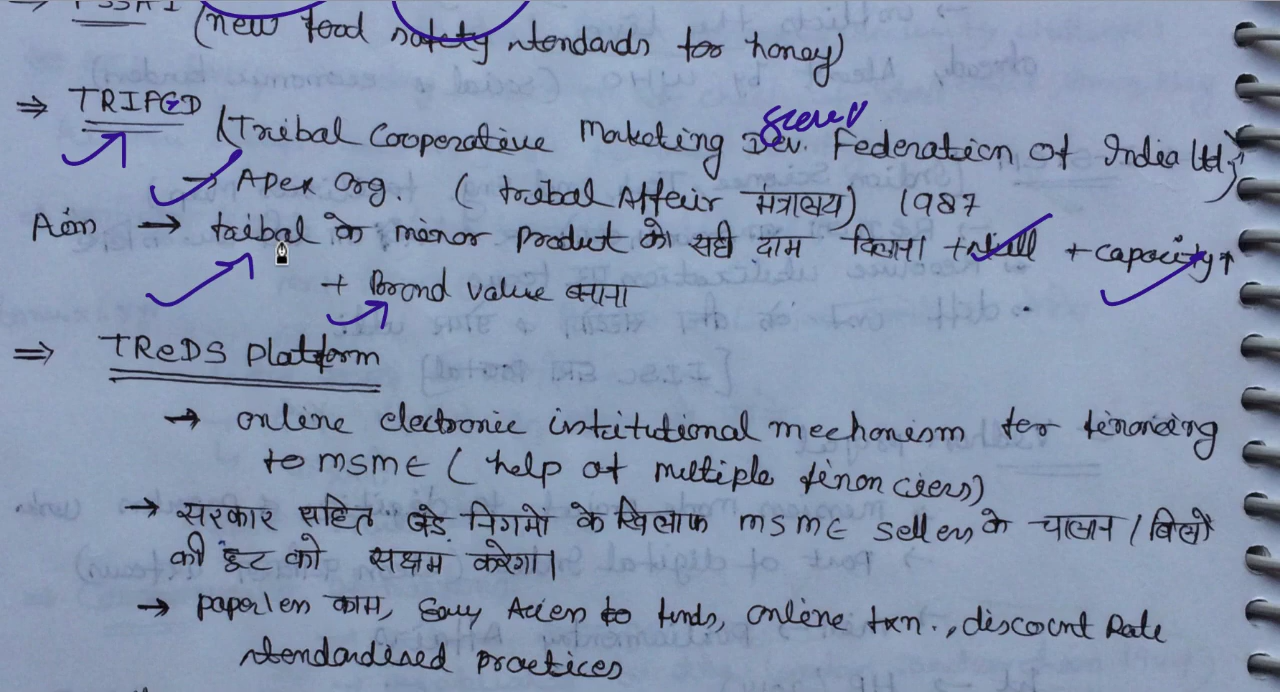 ⇒ FSSAI
(new food safety standards for honey)
⇒ TRIFED (Tribal Cooperative Marketing Dev. Federation of India Ltd)
→ Apex Org. (tribal Affair मंत्रालय) 1987
Aim → tribal के minor product को सही दाम दिलाना +skill + capacity↑
+ Brand value बनाना
⇒ TReDS Platform
→ online electronic institutional mechanism for financing
to MSME (help of multiple financiers)
→ सरकार सहित बड़े निगमों के खिलाफ MSME sellers के चालान / बिलों
की छूट को सक्षम करेगा।
→ paperless काम, Easy Access to funds, online txn., discount Rate
standardised practices